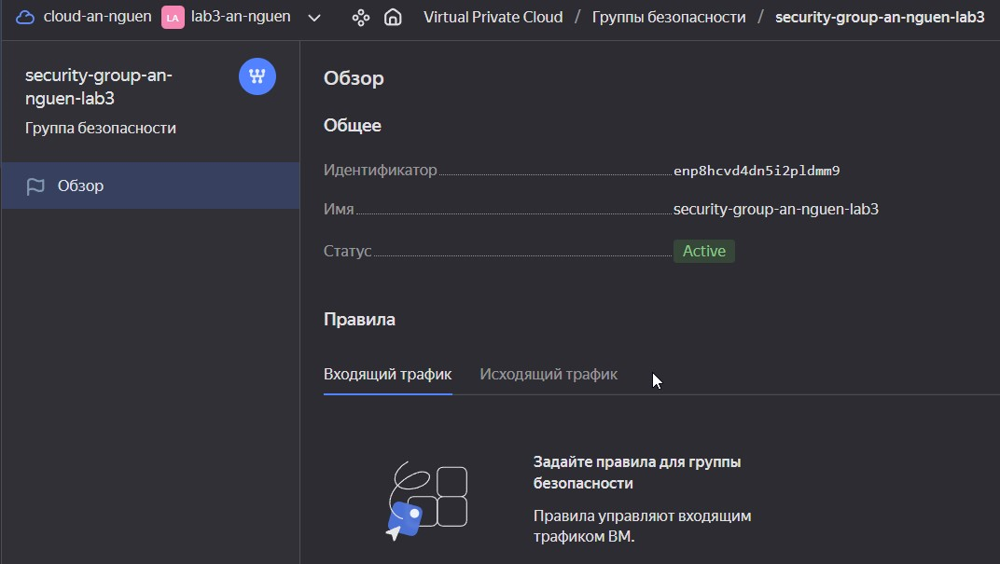 cloud-an-nguen LA lab3-an-nguen Virtual Private Cloud / Группы безопасности / security-group-an-nguen-lab3
security-group-an-
nguen-lab3
Группа безопасности
Обзор
Обзор
Общее
Идентификатор enp8hcvd4dn5i2pldmm9
Имя security-group-an-nguen-lab3
Статус Active
Правила
Входящий трафик Исходящий трафик
Задайте правила для группы
безопасности
Правила управляют входящим
трафиком ВМ.